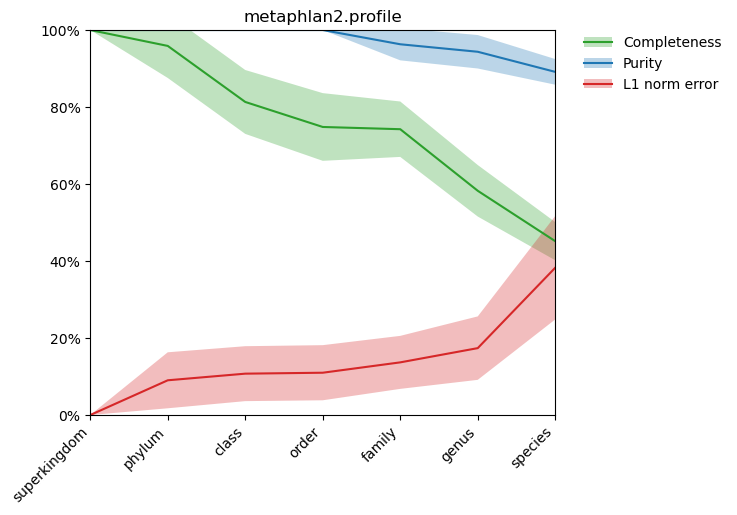 metaphlan2.profile
100%
80%
60%
40%
20%
0%
superkingdom
phylum
class
order
family
genus
species
Completeness
Purity
L1 norm error